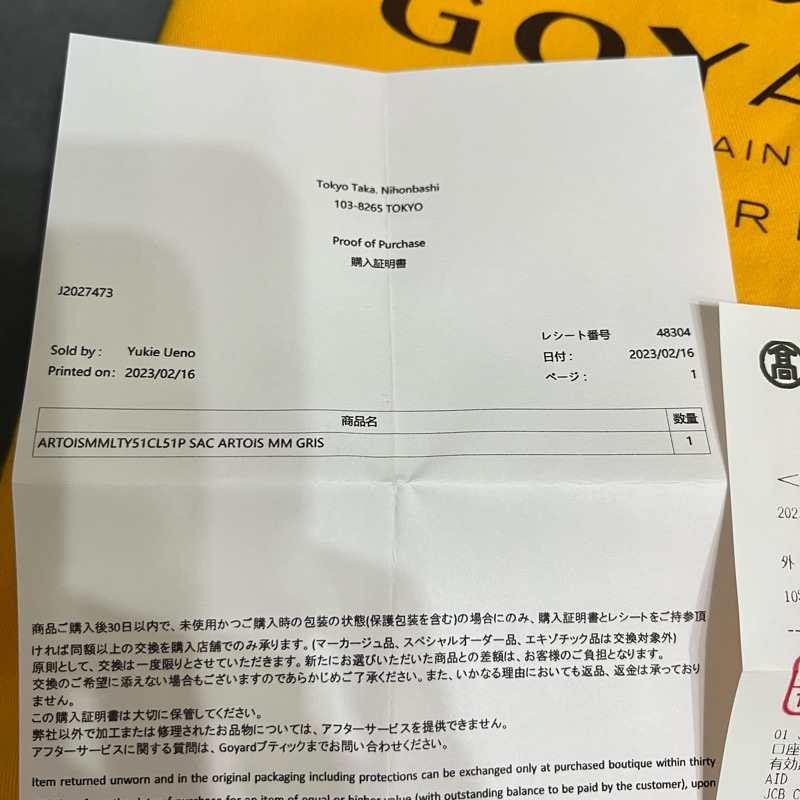 GOYA
AIN
R
Tokyo Taka. Nihonbashi
103-8265 TOKYO
Proof of Purchase
購入証明書
J2027473
Sold by : Yukie Ueno
Printed on: 2023/02/16
レシート番号 48304
日付 : 2023/02/16
ページ : 1
商品名 数量
ARTOISMMLTY51CL51P SAC ARTOIS MM GRIS 1
商品ご購入後30日以内で、未使用かつご購入時の包装の状態(保護包装を含む)の場合にのみ、購入証明書とレシートをご持参頂
ければ同額以上の交換を購入店舗でのみ承ります。(マーカージュ品、スペシャルオーダー品、エキゾチック品は交換対象外)
原則として、交換は一度限りとさせていただきます。新たにお選びいただいた商品との差額は、お客様のご負担となります。
交換のご希望に添えない場合もございますのであらかじめご了承ください。また、いかなる理由においても返品、返金は承っており
ません。
この購入証明書は大切に保管してください。
弊社以外で加工または修理されたお品物については、アフターサービスを提供できません。
アフターサービスに関する質問は、Goyardブティックまでお問い合わせください。
Item returned unworn and in the original packaging including protections can be exchanged only at purchased boutique within thirty
purchase for an item of equal or higher value (with outstanding balance to be paid by the customer), upon
髙
202
外
10
01
口座
有効
AID
JCB C